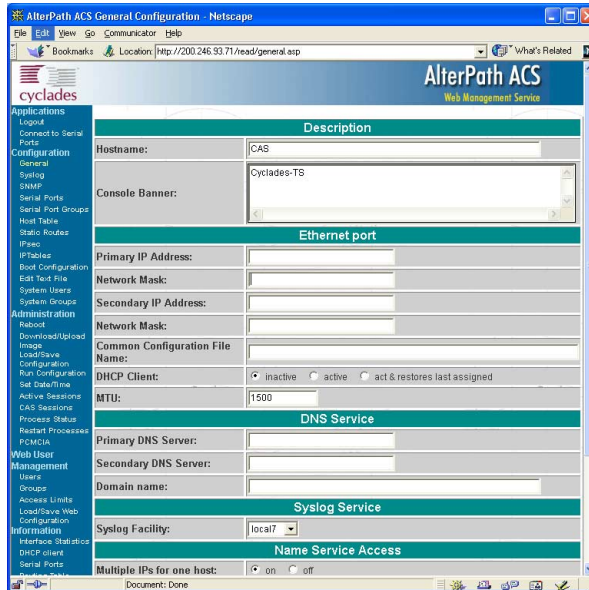 AlterPath ACS General Configuration - Netscape
File Edit View Go Communicator Help
Bookmarks Location: http://200.246.93.71/read/general.asp What's Related
cyclades
AlterPath ACS
Web Management Service
Applications
Logout
Connect to Serial
Ports
Configuration
General
Syslog
SNMP
Serial Ports
Serial Port Groups
Host Table
Static Routes
IPsec
IPTables
Boot Configuration
Edit Text File
System Users
System Groups
Administration
Reboot
Download/Upload
Image
Load/Save
Configuration
Run Configuration
Set Date/Time
Active Sessions
CAS Sessions
Process Status
Restart Processes
PCMCIA
Web User
Management
Users
Groups
Access Limits
Load/Save Web
Configuration
Information
Interface Statistics
DHCP client
Serial Ports
Routing Table
Description
Hostname: CAS
Console Banner: Cyclades-TS
Ethernet port
Primary IP Address:
Network Mask:
Secondary IP Address:
Network Mask:
Common Configuration File
Name:
DHCP Client: inactive active act & restores last assigned
MTU: 1500
DNS Service
Primary DNS Server:
Secondary DNS Server:
Domain name:
Syslog Service
Syslog Facility: local7
Name Service Access
Multiple IPs for one host: on off
Document: Done